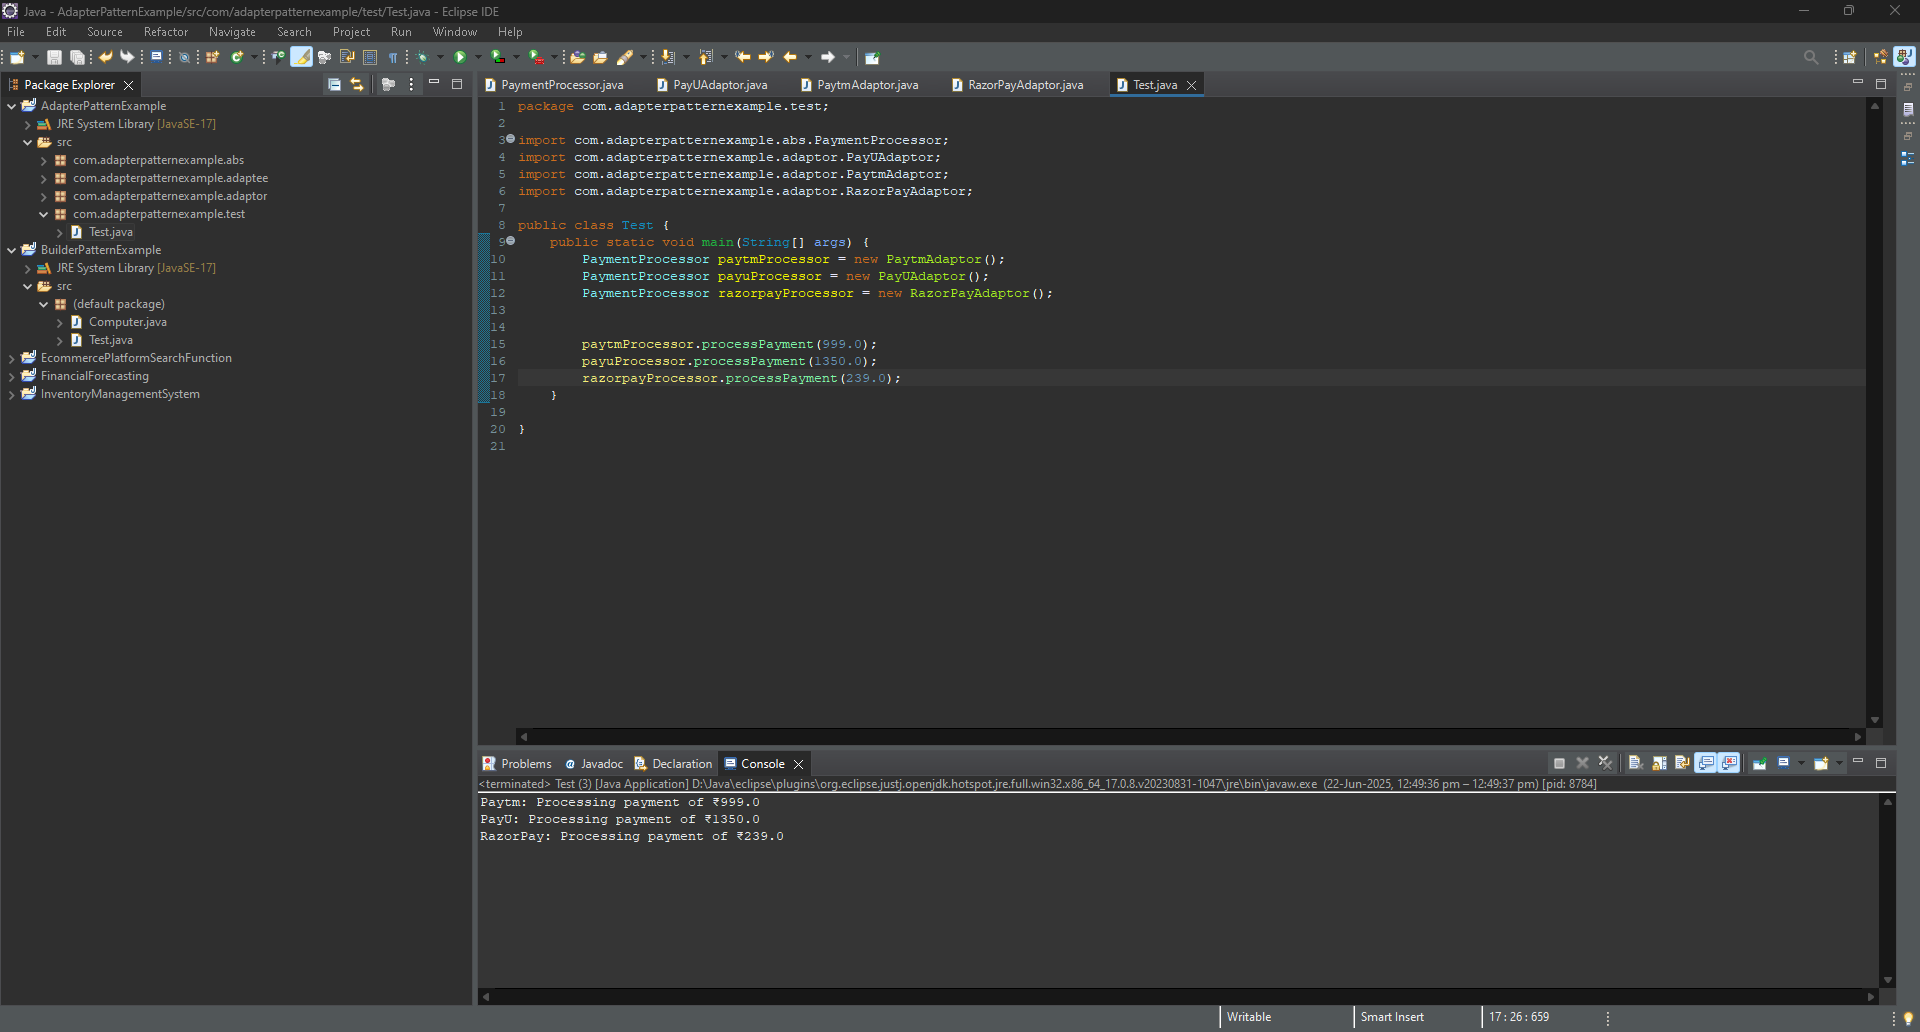 Java - AdapterPatternExample/src/com/adapterpatternexample/test/Test.java - Eclipse IDE
File Edit Source Refactor Navigate Search Project Run Window Help
Package Explorer
AdapterPatternExample
JRE System Library [JavaSE-17]
src
com.adapterpatternexample.abs
com.adapterpatternexample.adaptee
com.adapterpatternexample.adaptor
com.adapterpatternexample.test
Test.java
BuilderPatternExample
JRE System Library [JavaSE-17]
src
(default package)
Computer.java
Test.java
EcommercePlatformSearchFunction
FinancialForecasting
InventoryManagementSystem
PaymentProcessor.java PayUAdaptor.java PaytmAdaptor.java RazorPayAdaptor.java Test.java
1 package com.adapterpatternexample.test;
2
3 import com.adapterpatternexample.abs.PaymentProcessor;
4 import com.adapterpatternexample.adaptor.PayUAdaptor;
5 import com.adapterpatternexample.adaptor.PaytmAdaptor;
6 import com.adapterpatternexample.adaptor.RazorPayAdaptor;
7
8 public class Test {
9 public static void main(String[] args) {
10 PaymentProcessor paytmProcessor = new PaytmAdaptor();
11 PaymentProcessor payuProcessor = new PayUAdaptor();
12 PaymentProcessor razorpayProcessor = new RazorPayAdaptor();
13
14
15 paytmProcessor.processPayment(999.0);
16 payuProcessor.processPayment(1350.0);
17 razorpayProcessor.processPayment(239.0);
18 }
19
20 }
21
Problems Javadoc Declaration Console
<terminated> Test (3) [Java Application] D:\Java\eclipse\plugins\org.eclipse.justj.openjdk.hotspot.jre.full.win32.x86_64_17.0.8.v20230831-1047\jre\bin\javaw.exe (22-Jun-2025, 12:49:36 pm – 12:49:37 pm) [pid: 8784]
Paytm: Processing payment of ₹999.0
PayU: Processing payment of ₹1350.0
RazorPay: Processing payment of ₹239.0
Writable Smart Insert 17 : 26 : 659